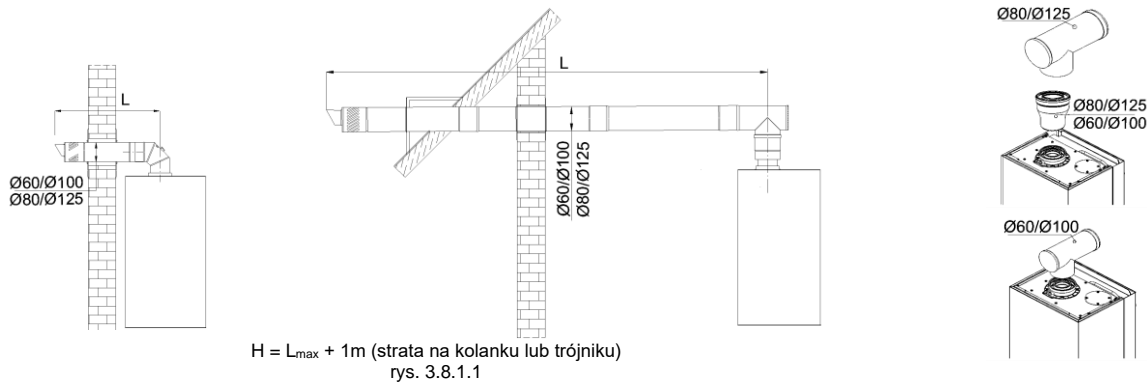 L
Ø60/Ø100
Ø80/Ø125
L
Ø60/Ø100
Ø80/Ø125
Ø80/Ø125
Ø80/Ø125
Ø60/Ø100
Ø60/Ø100
H = Lmax + 1m (strata na kolanku lub trójniku)
rys. 3.8.1.1